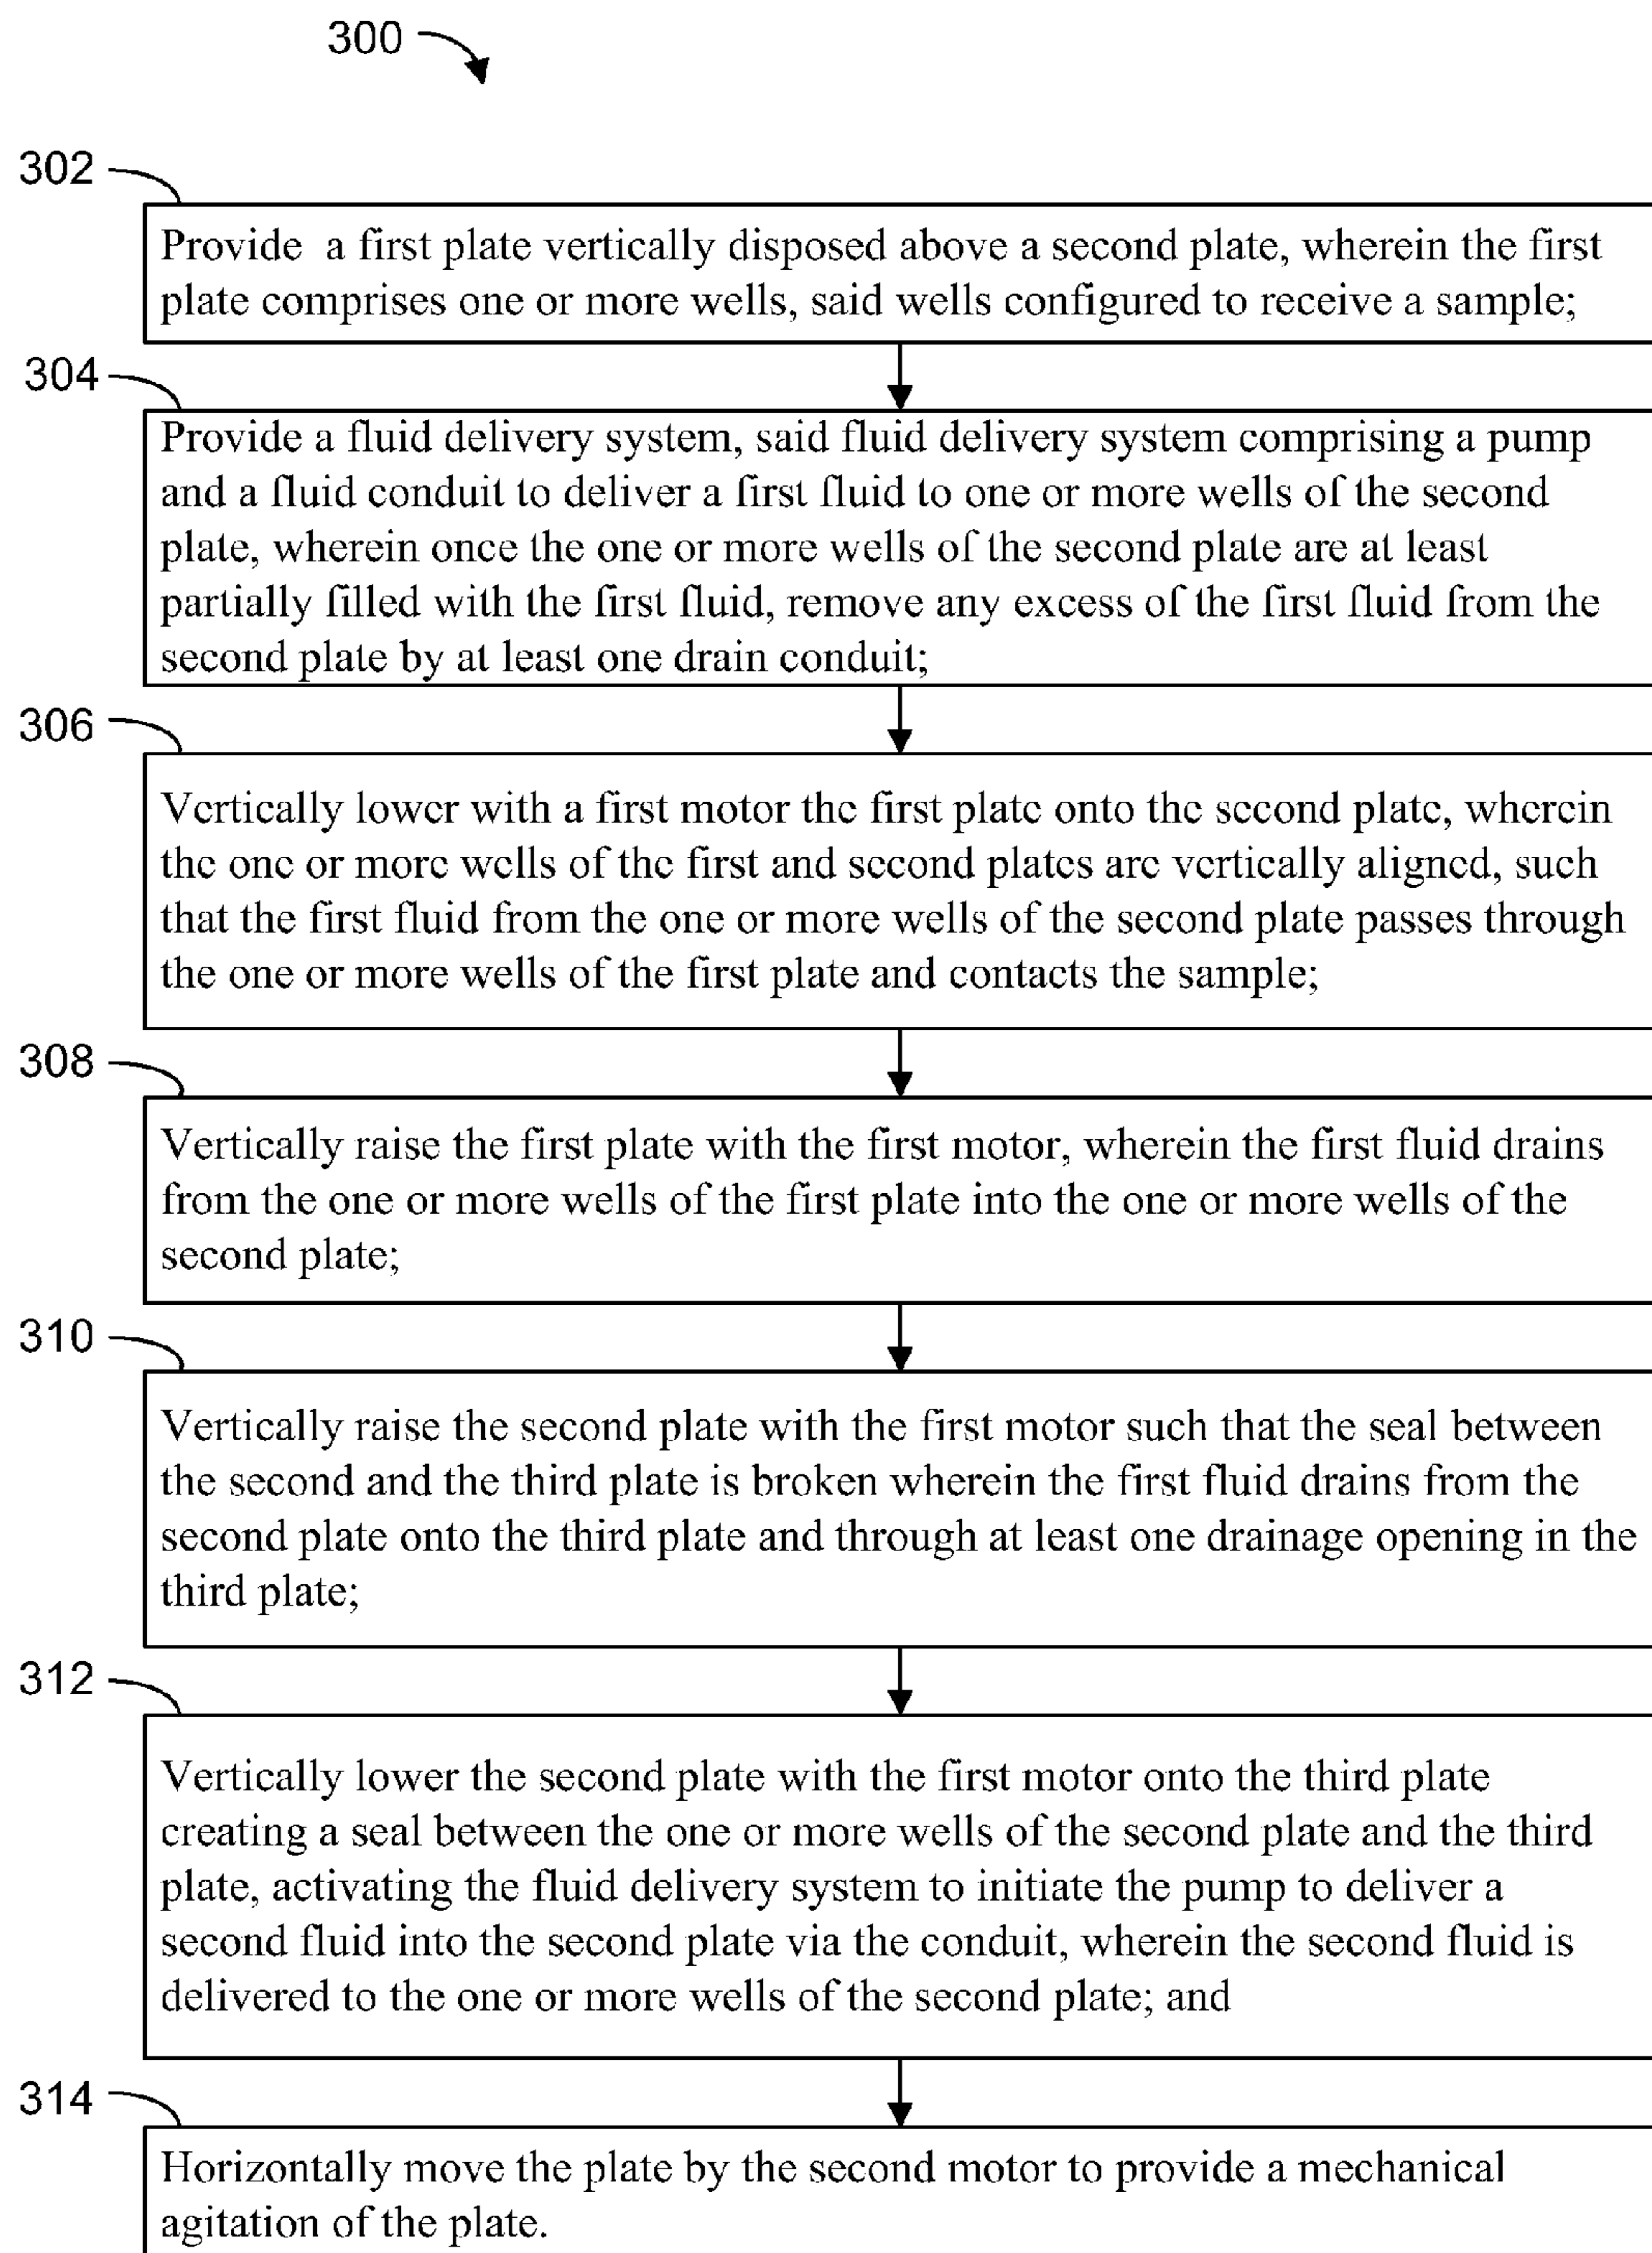 300
302
Provide a first plate vertically disposed above a second plate, wherein the first
plate comprises one or more wells, said wells configured to receive a sample;
304
Provide a fluid delivery system, said fluid delivery system comprising a pump
and a fluid conduit to deliver a first fluid to one or more wells of the second
plate, wherein once the one or more wells of the second plate are at least
partially filled with the first fluid, remove any excess of the first fluid from the
second plate by at least one drain conduit;
306
Vertically lower with a first motor the first plate onto the second plate, wherein
the one or more wells of the first and second plates are vertically aligned, such
that the first fluid from the one or more wells of the second plate passes through
the one or more wells of the first plate and contacts the sample;
308
Vertically raise the first plate with the first motor, wherein the first fluid drains
from the one or more wells of the first plate into the one or more wells of the
second plate;
310
Vertically raise the second plate with the first motor such that the seal between
the second and the third plate is broken wherein the first fluid drains from the
second plate onto the third plate and through at least one drainage opening in the
third plate;
312
Vertically lower the second plate with the first motor onto the third plate
creating a seal between the one or more wells of the second plate and the third
plate, activating the fluid delivery system to initiate the pump to deliver a
second fluid into the second plate via the conduit, wherein the second fluid is
delivered to the one or more wells of the second plate; and
314
Horizontally move the plate by the second motor to provide a mechanical
agitation of the plate.